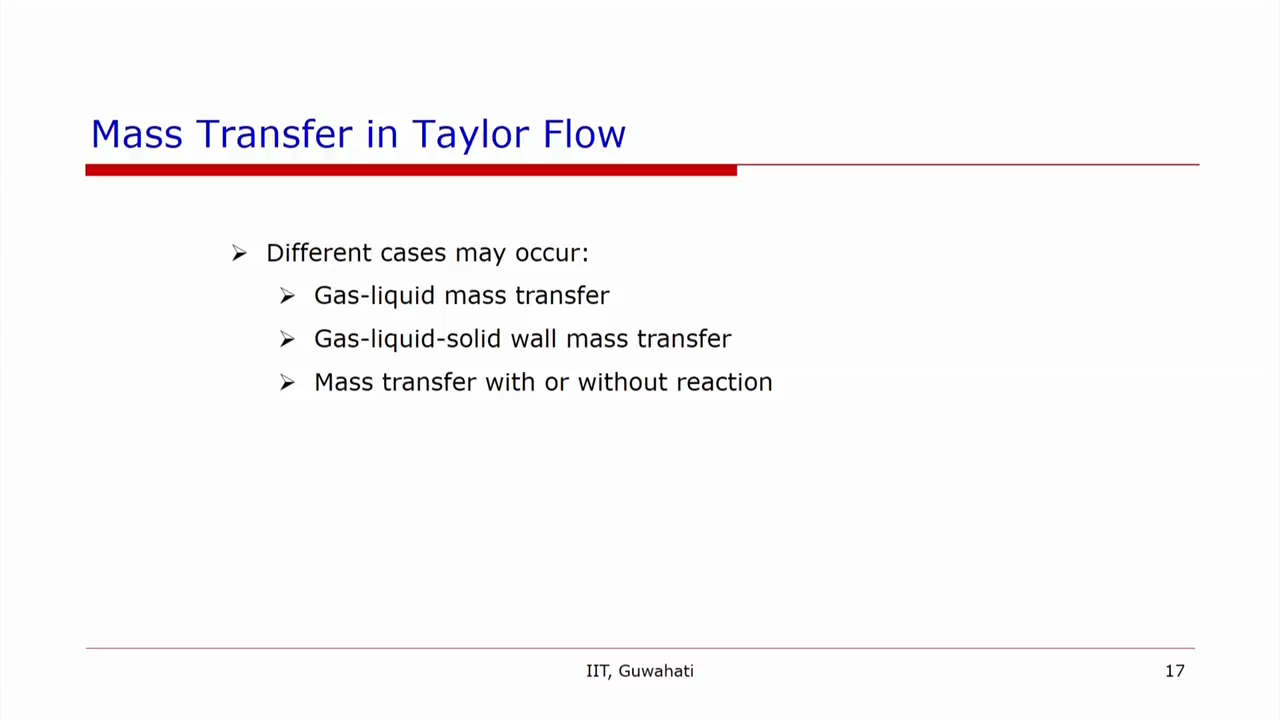 Mass Transfer in Taylor Flow
Different cases may occur:
Gas-liquid mass transfer
Gas-liquid-solid wall mass transfer
Mass transfer with or without reaction
IIT, Guwahati
17